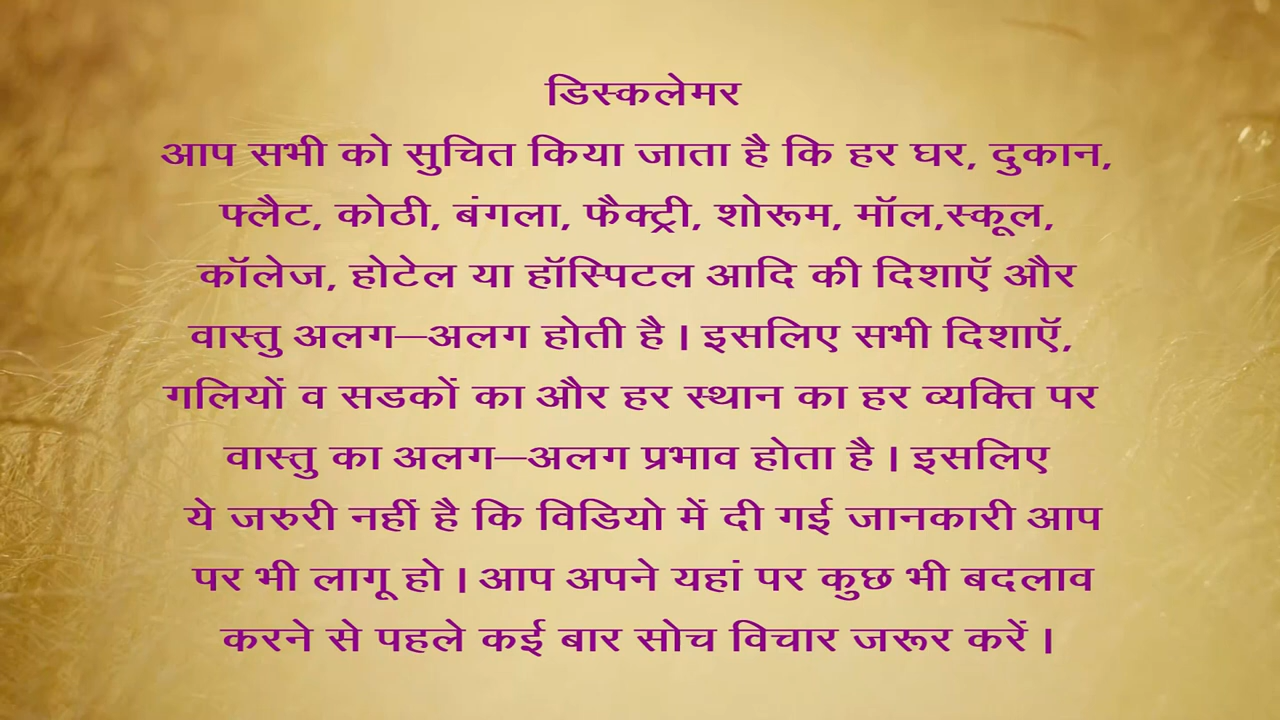 डिस्कलेमर
आप सभी को सुचित किया जाता है कि हर घर, दुकान,
फ्लैट, कोठी, बंगला, फैक्ट्री, शोरूम, मॉल,स्कूल,
कॉलेज, होटेल या हॉस्पिटल आदि की दिशाऍ और
वास्तु अलग–अलग होती है । इसलिए सभी दिशाऍ,
गलियों व सडकों का और हर स्थान का हर व्यक्ति पर
वास्तु का अलग–अलग प्रभाव होता है । इसलिए
ये जरुरी नहीं है कि विडियो में दी गई जानकारी आप
पर भी लागू हो । आप अपने यहां पर कुछ भी बदलाव
करने से पहले कई बार सोच विचार जरूर करें ।